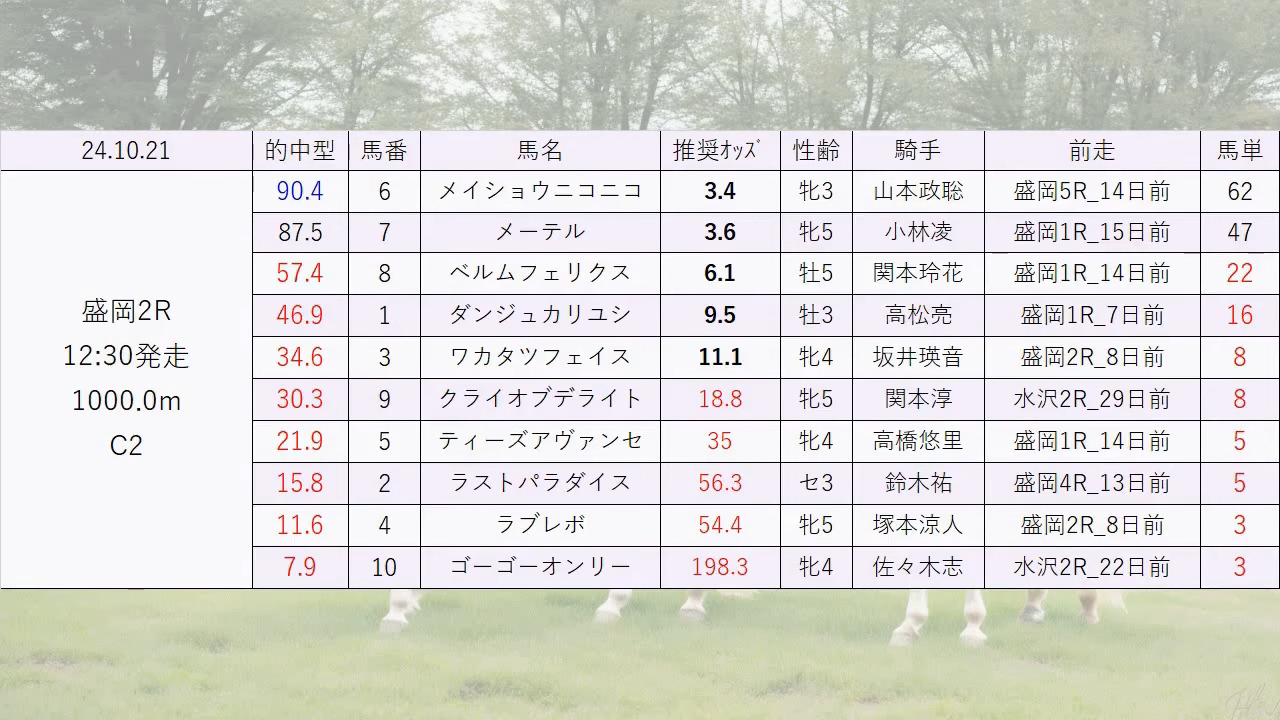 24.10.21 的中型 馬番 馬名 推奨ｵｯｽﾞ 性齢 騎手 前走 馬単
盛岡2R
12:30発走
1000.0m
C2
90.4 6 メイショウニコニコ 3.4 牝3 山本政聡 盛岡5R_14日前 62
87.5 7 メーテル 3.6 牝5 小林凌 盛岡1R_15日前 47
57.4 8 ベルムフェリクス 6.1 牡5 関本玲花 盛岡1R_14日前 22
46.9 1 ダンジュカリユシ 9.5 牡3 高松亮 盛岡1R_7日前 16
34.6 3 ワカタツフェイス 11.1 牝4 坂井瑛音 盛岡2R_8日前 8
30.3 9 クライオブデライト 18.8 牝5 関本淳 水沢2R_29日前 8
21.9 5 ティーズアヴァンセ 35 牝4 高橋悠里 盛岡1R_14日前 5
15.8 2 ラストパラダイス 56.3 セ3 鈴木祐 盛岡4R_13日前 5
11.6 4 ラブレボ 54.4 牝5 塚本涼人 盛岡2R_8日前 3
7.9 10 ゴーゴーオンリー 198.3 牝4 佐々木志 水沢2R_22日前 3